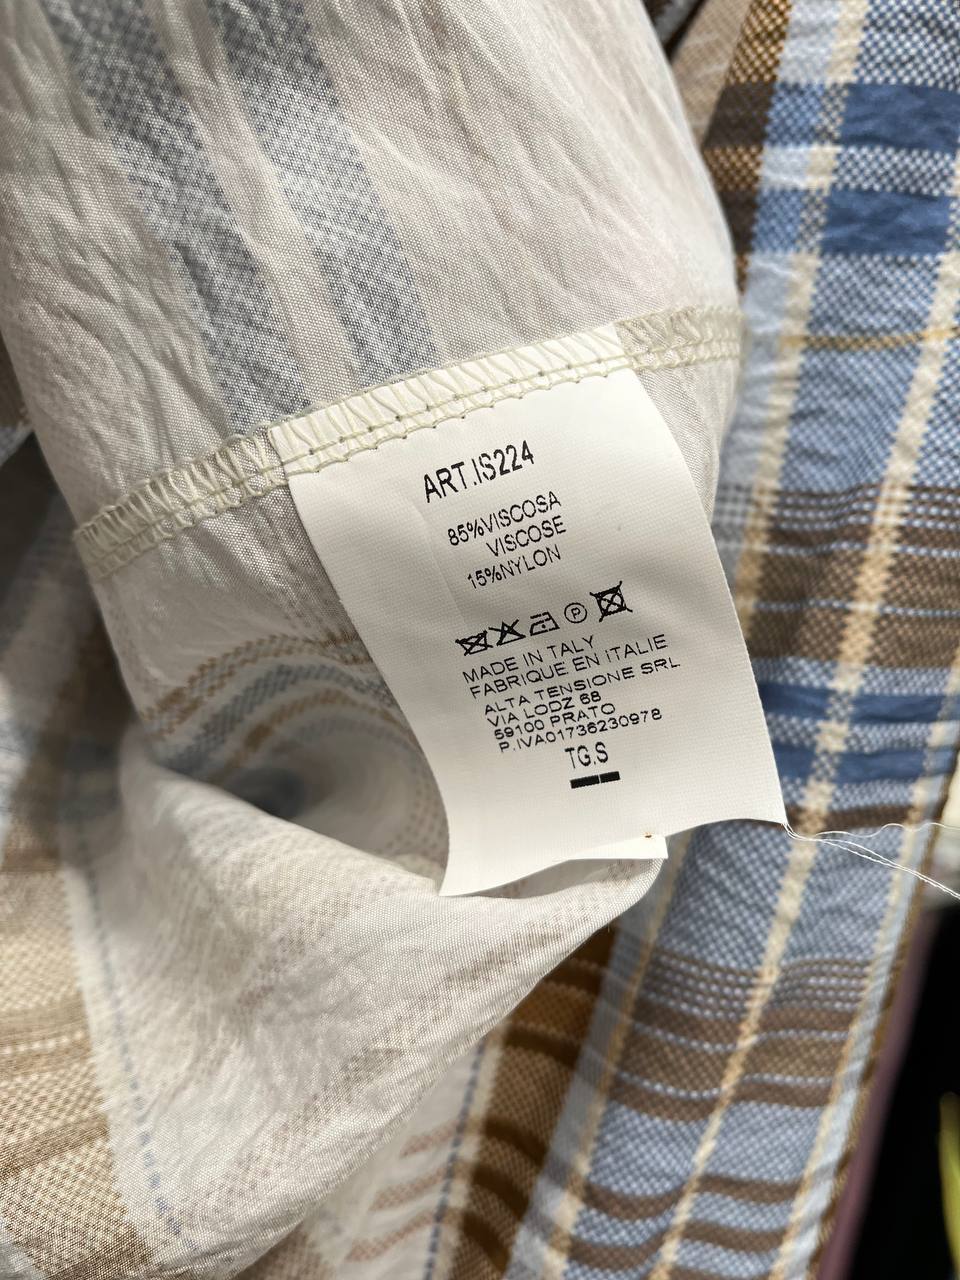 ART.IS224
85%VISCOSA
VISCOSE
15%NYLON
P
MADE IN TALY
FABRIQUE EN ITALIE
ALTA TENSIONE SRL
VIA LODZ 68
59100 PRATO
P.IVA01736230978
TG.S